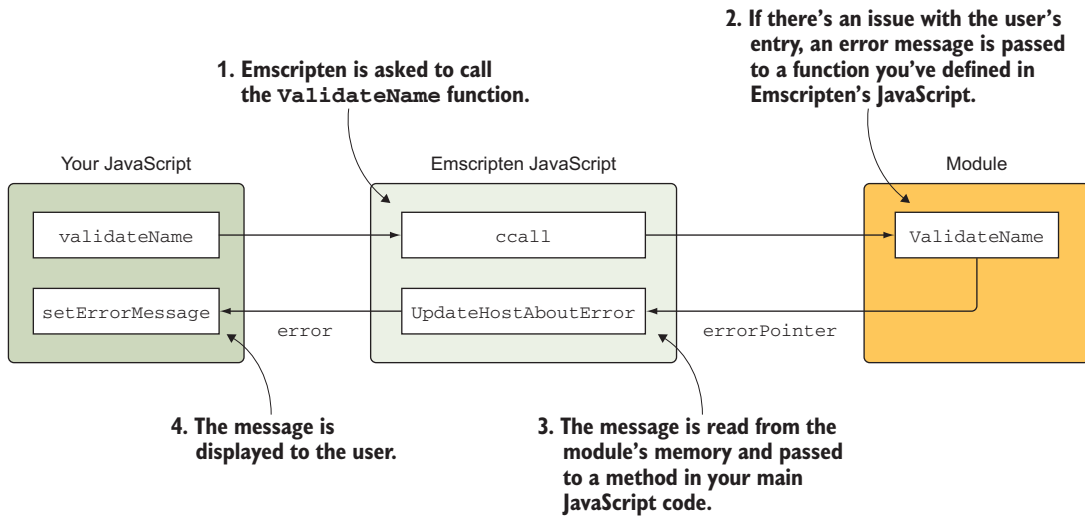 2. If there's an issue with the user's
entry, an error message is passed
to a function you've defined in
Emscripten's JavaScript.
1. Emscripten is asked to call
the ValidateName function.
Your JavaScript
Emscripten JavaScript
Module
validateName
ccall
ValidateName
setErrorMessage
error
UpdateHostAboutError
errorPointer
4. The message is
displayed to the user.
3. The message is read from the
module's memory and passed
to a method in your main
JavaScript code.